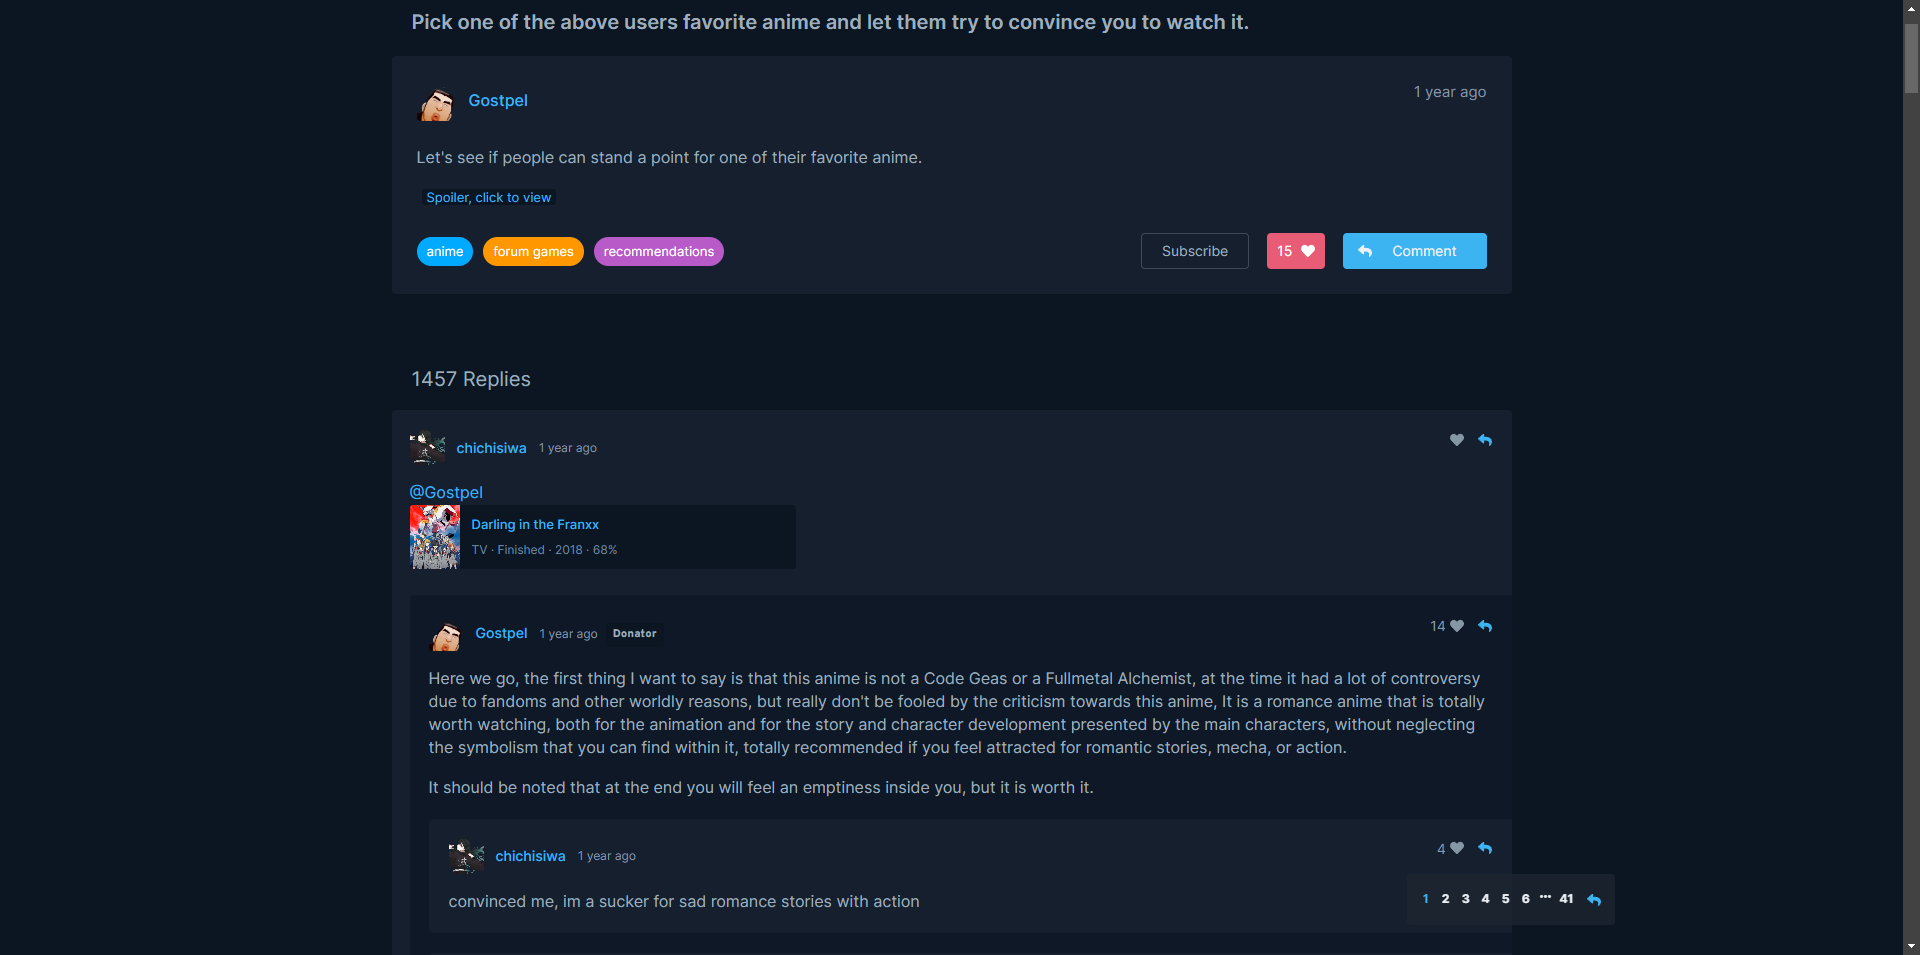 Pick one of the above users favorite anime and let them try to convince you to watch it.
Gostpel
1 year ago
Let's see if people can stand a point for one of their favorite anime.
Spoiler, click to view
anime
forum games
recommendations
Subscribe
15
Comment
1457 Replies
chichisiwa 1 year ago
@Gostpel
Darling in the Franxx
TV · Finished · 2018 · 68%
Gostpel 1 year ago Donator
14
Here we go, the first thing I want to say is that this anime is not a Code Geas or a Fullmetal Alchemist, at the time it had a lot of controversy
due to fandoms and other worldly reasons, but really don't be fooled by the criticism towards this anime, It is a romance anime that is totally
worth watching, both for the animation and for the story and character development presented by the main characters, without neglecting
the symbolism that you can find within it, totally recommended if you feel attracted for romantic stories, mecha, or action.
It should be noted that at the end you will feel an emptiness inside you, but it is worth it.
chichisiwa 1 year ago
4
convinced me, im a sucker for sad romance stories with action
1 2 3 4 5 6 ··· 41